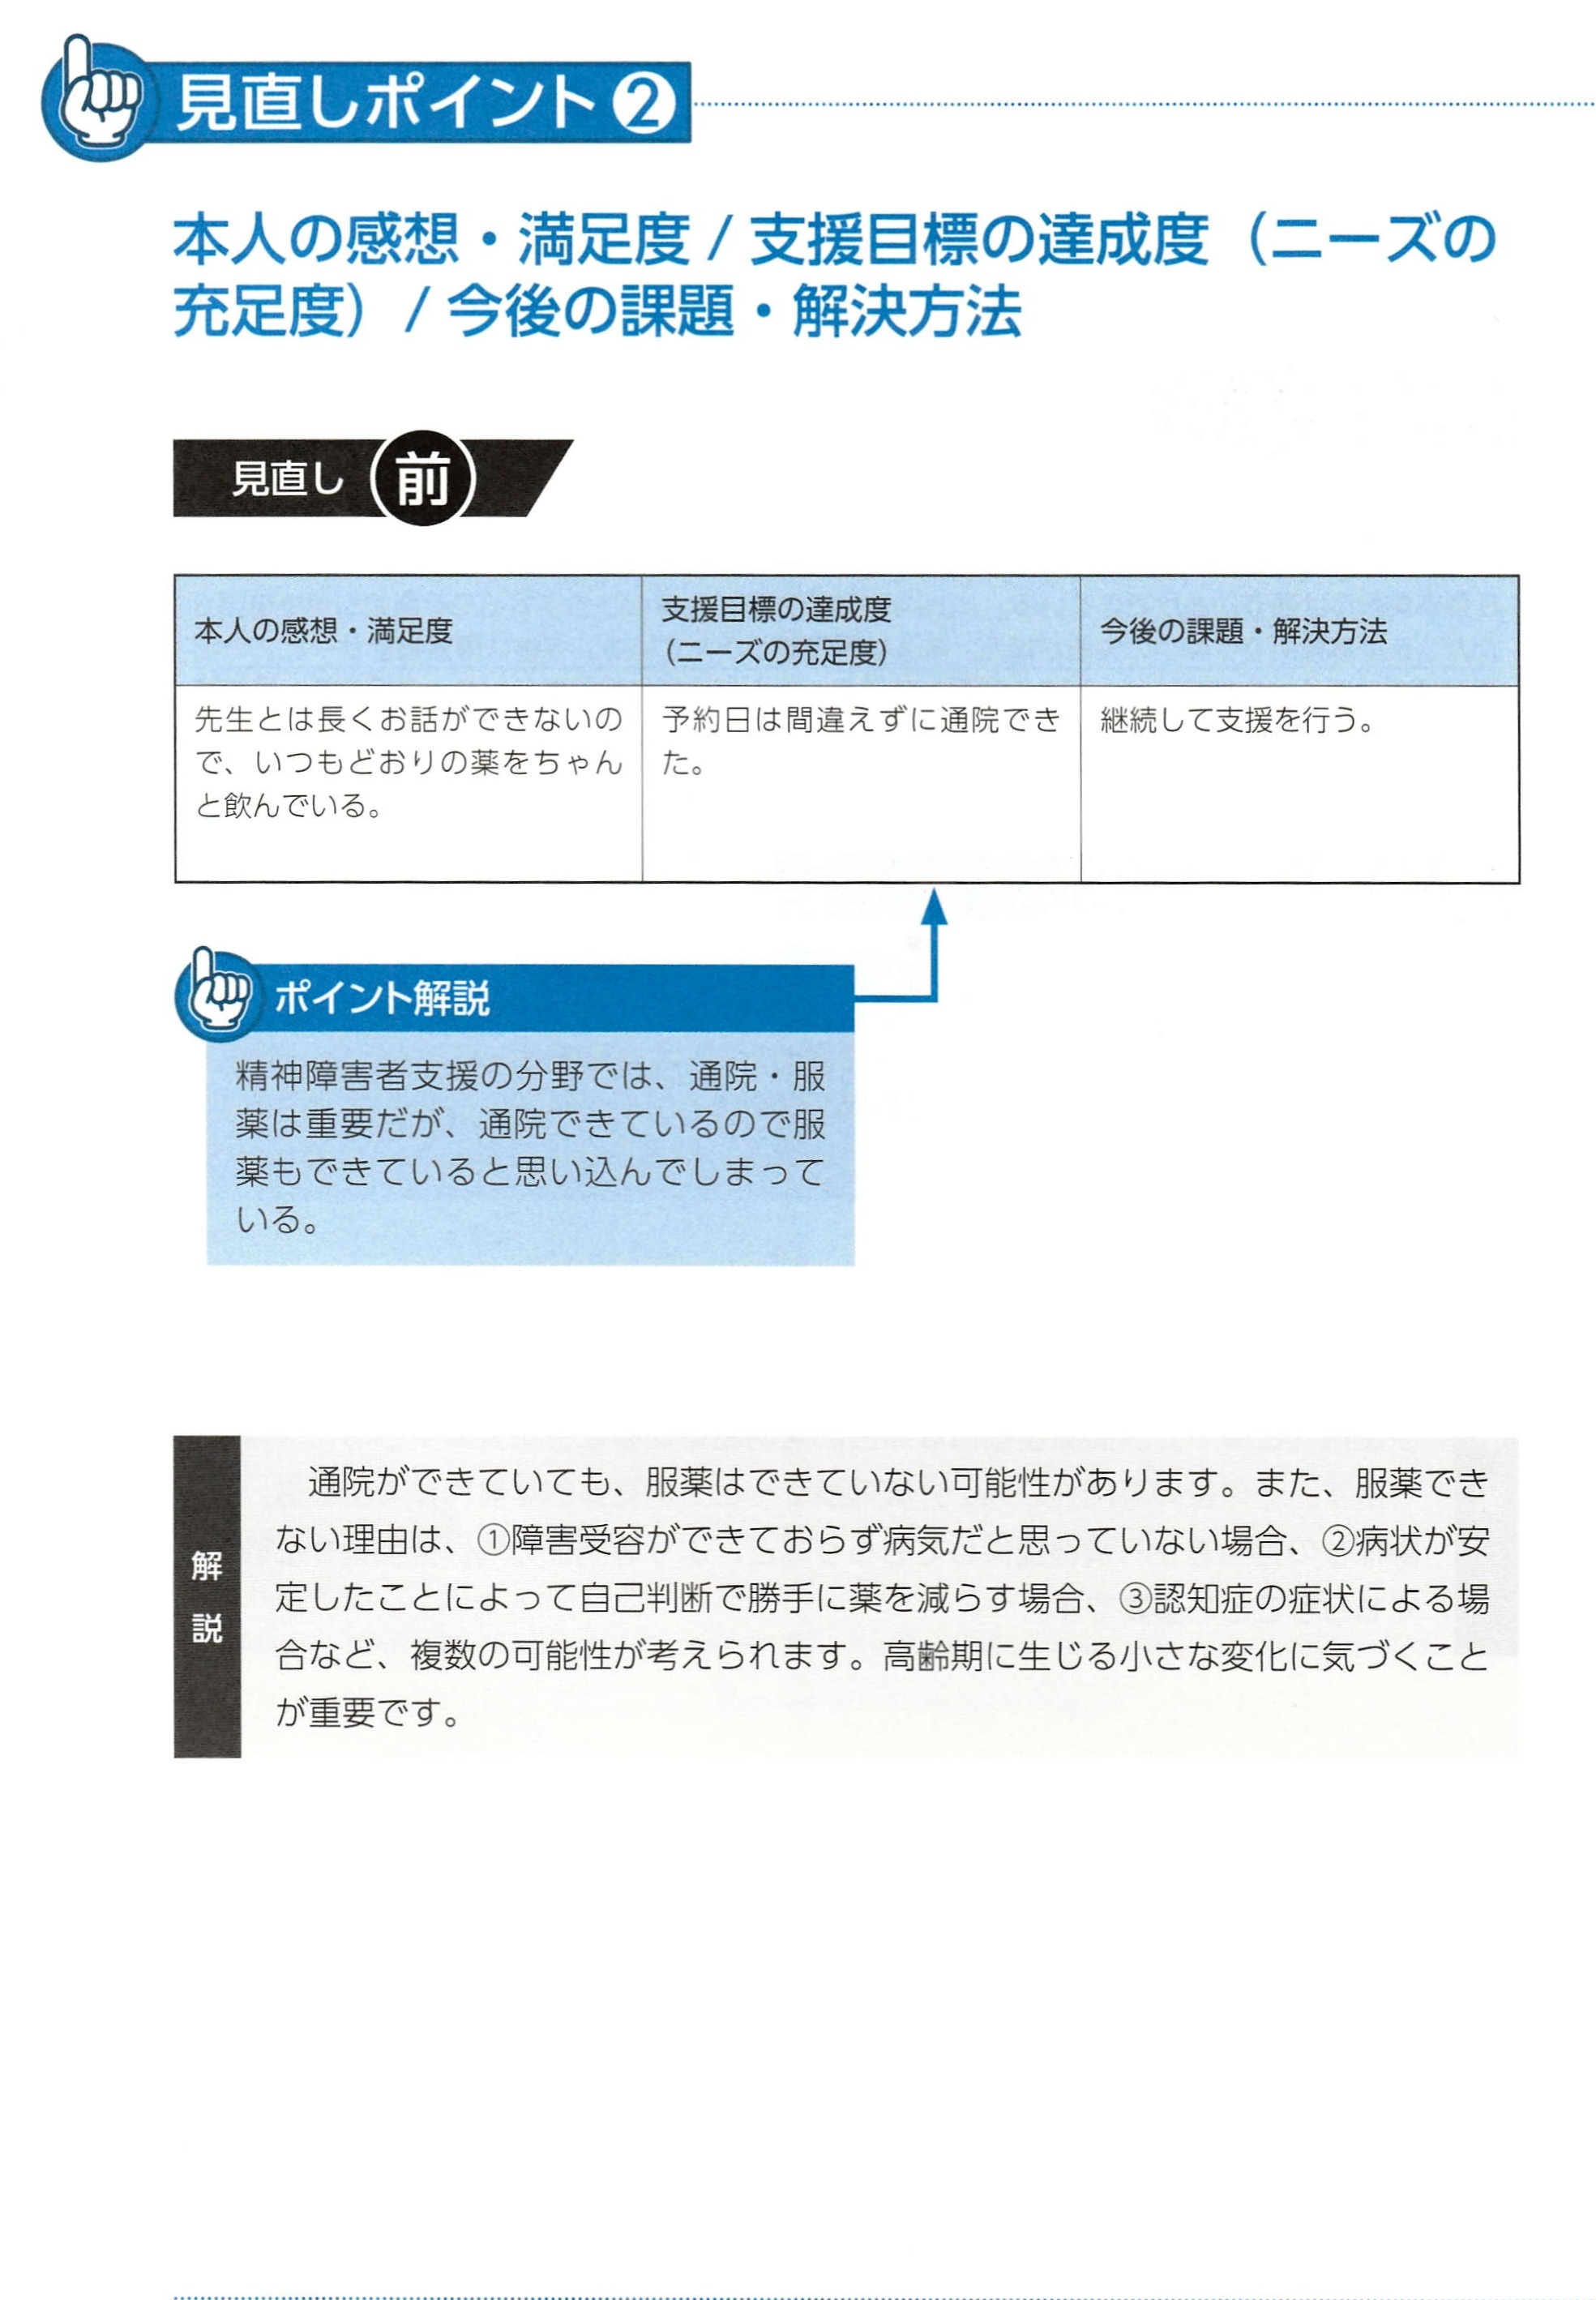 見直しポイント❷
本人の感想・満足度 / 支援目標の達成度（ニーズの
充足度）/ 今後の課題・解決方法
見直し 前
本人の感想・満足度
支援目標の達成度
（ニーズの充足度）
今後の課題・解決方法
先生とは長くお話ができないの
で、いつもどおりの薬をちゃん
と飲んでいる。
予約日は間違えずに通院でき
た。
継続して支援を行う。
ポイント解説
精神障害者支援の分野では、通院・服
薬は重要だが、通院できているので服
薬もできていると思い込んでしまって
いる。
解説
通院ができていても、服薬はできていない可能性があります。また、服薬でき
ない理由は、①障害受容ができておらず病気だと思っていない場合、②病状が安
定したことによって自己判断で勝手に薬を減らす場合、③認知症の症状による場
合など、複数の可能性が考えられます。高齢期に生じる小さな変化に気づくこと
が重要です。